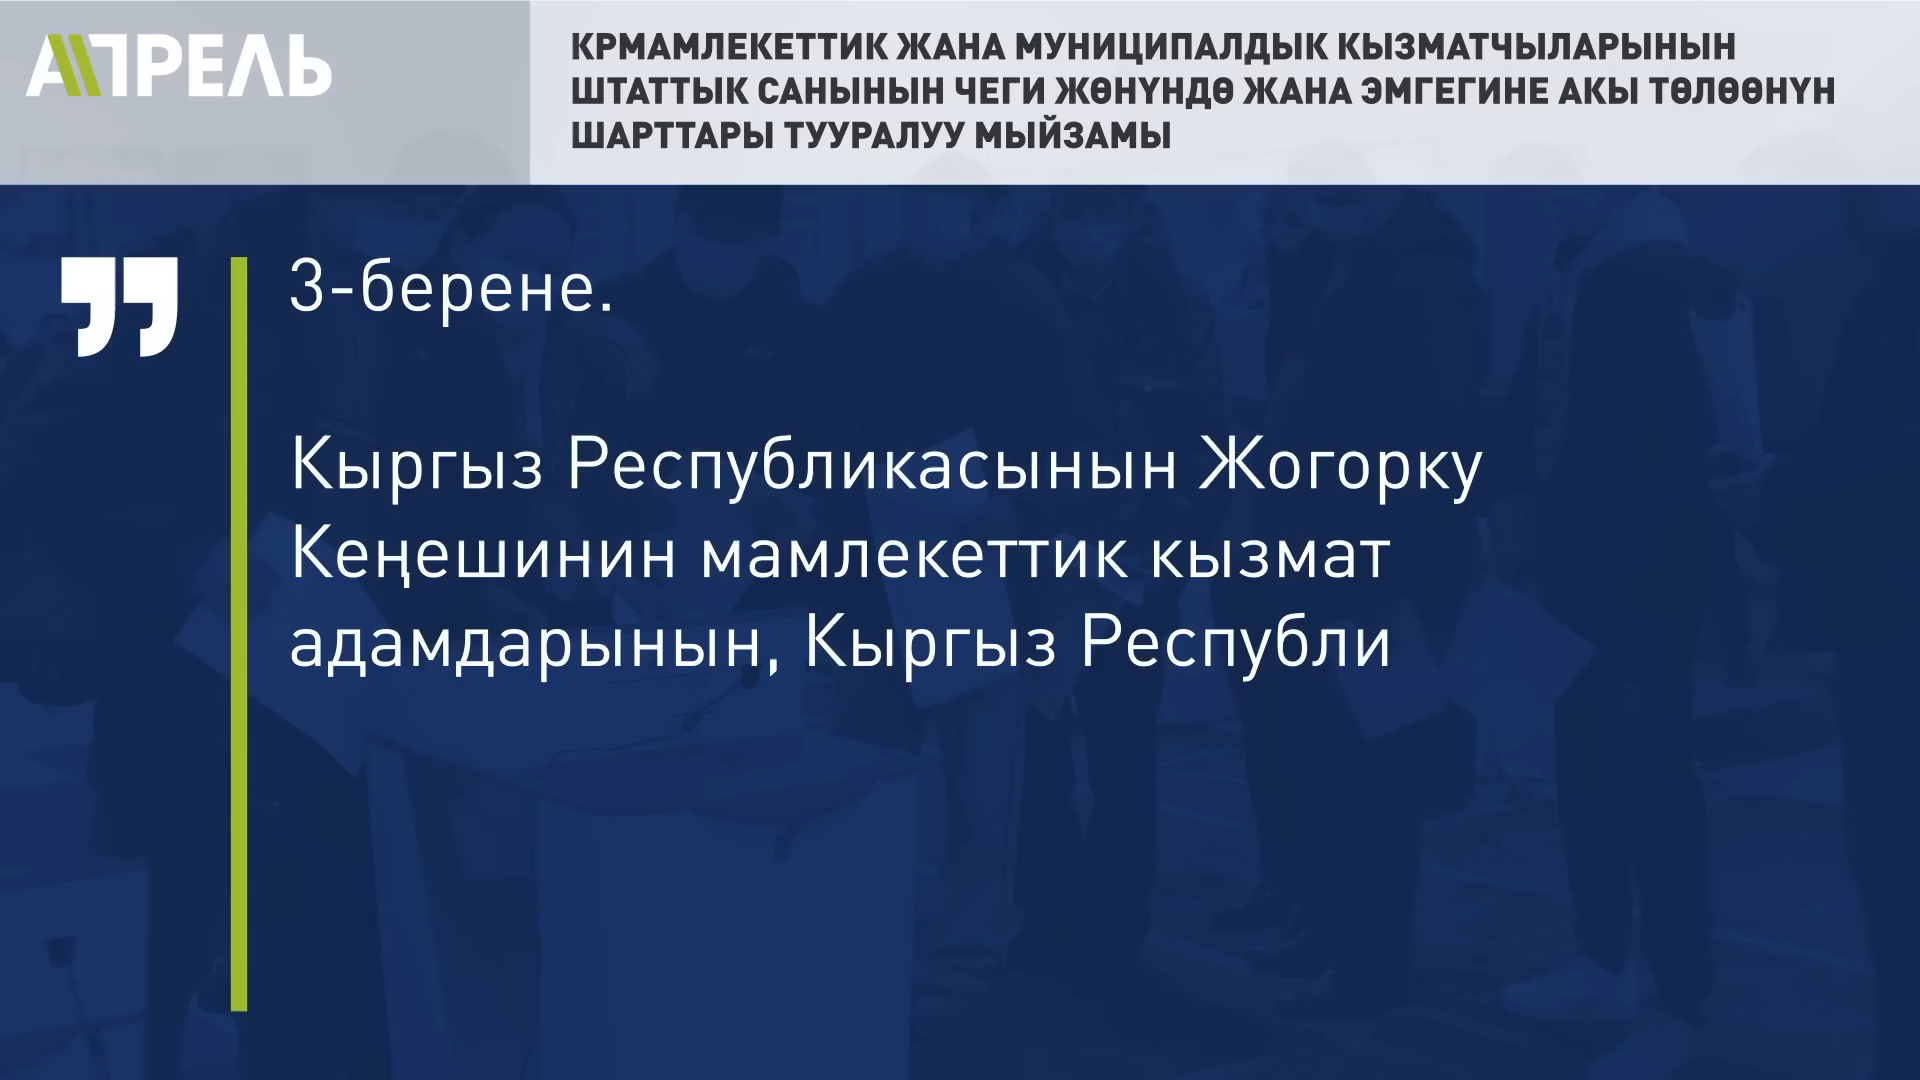 АПРЕЛЬ
КРМАМЛЕКЕТТИК ЖАНА МУНИЦИПАЛДЫК КЫЗМАТЧЫЛАРЫНЫН
ШТАТТЫК САНЫНЫН ЧЕГИ ЖӨНҮНДӨ ЖАНА ЭМГЕГИНЕ АКЫ ТӨЛӨӨНҮН
ШАРТТАРЫ ТУУРАЛУУ МЫЙЗАМЫ
3-берене.
Кыргыз Республикасынын Жогорку
Кеңешинин мамлекеттик кызмат
адамдарынын, Кыргыз Республи